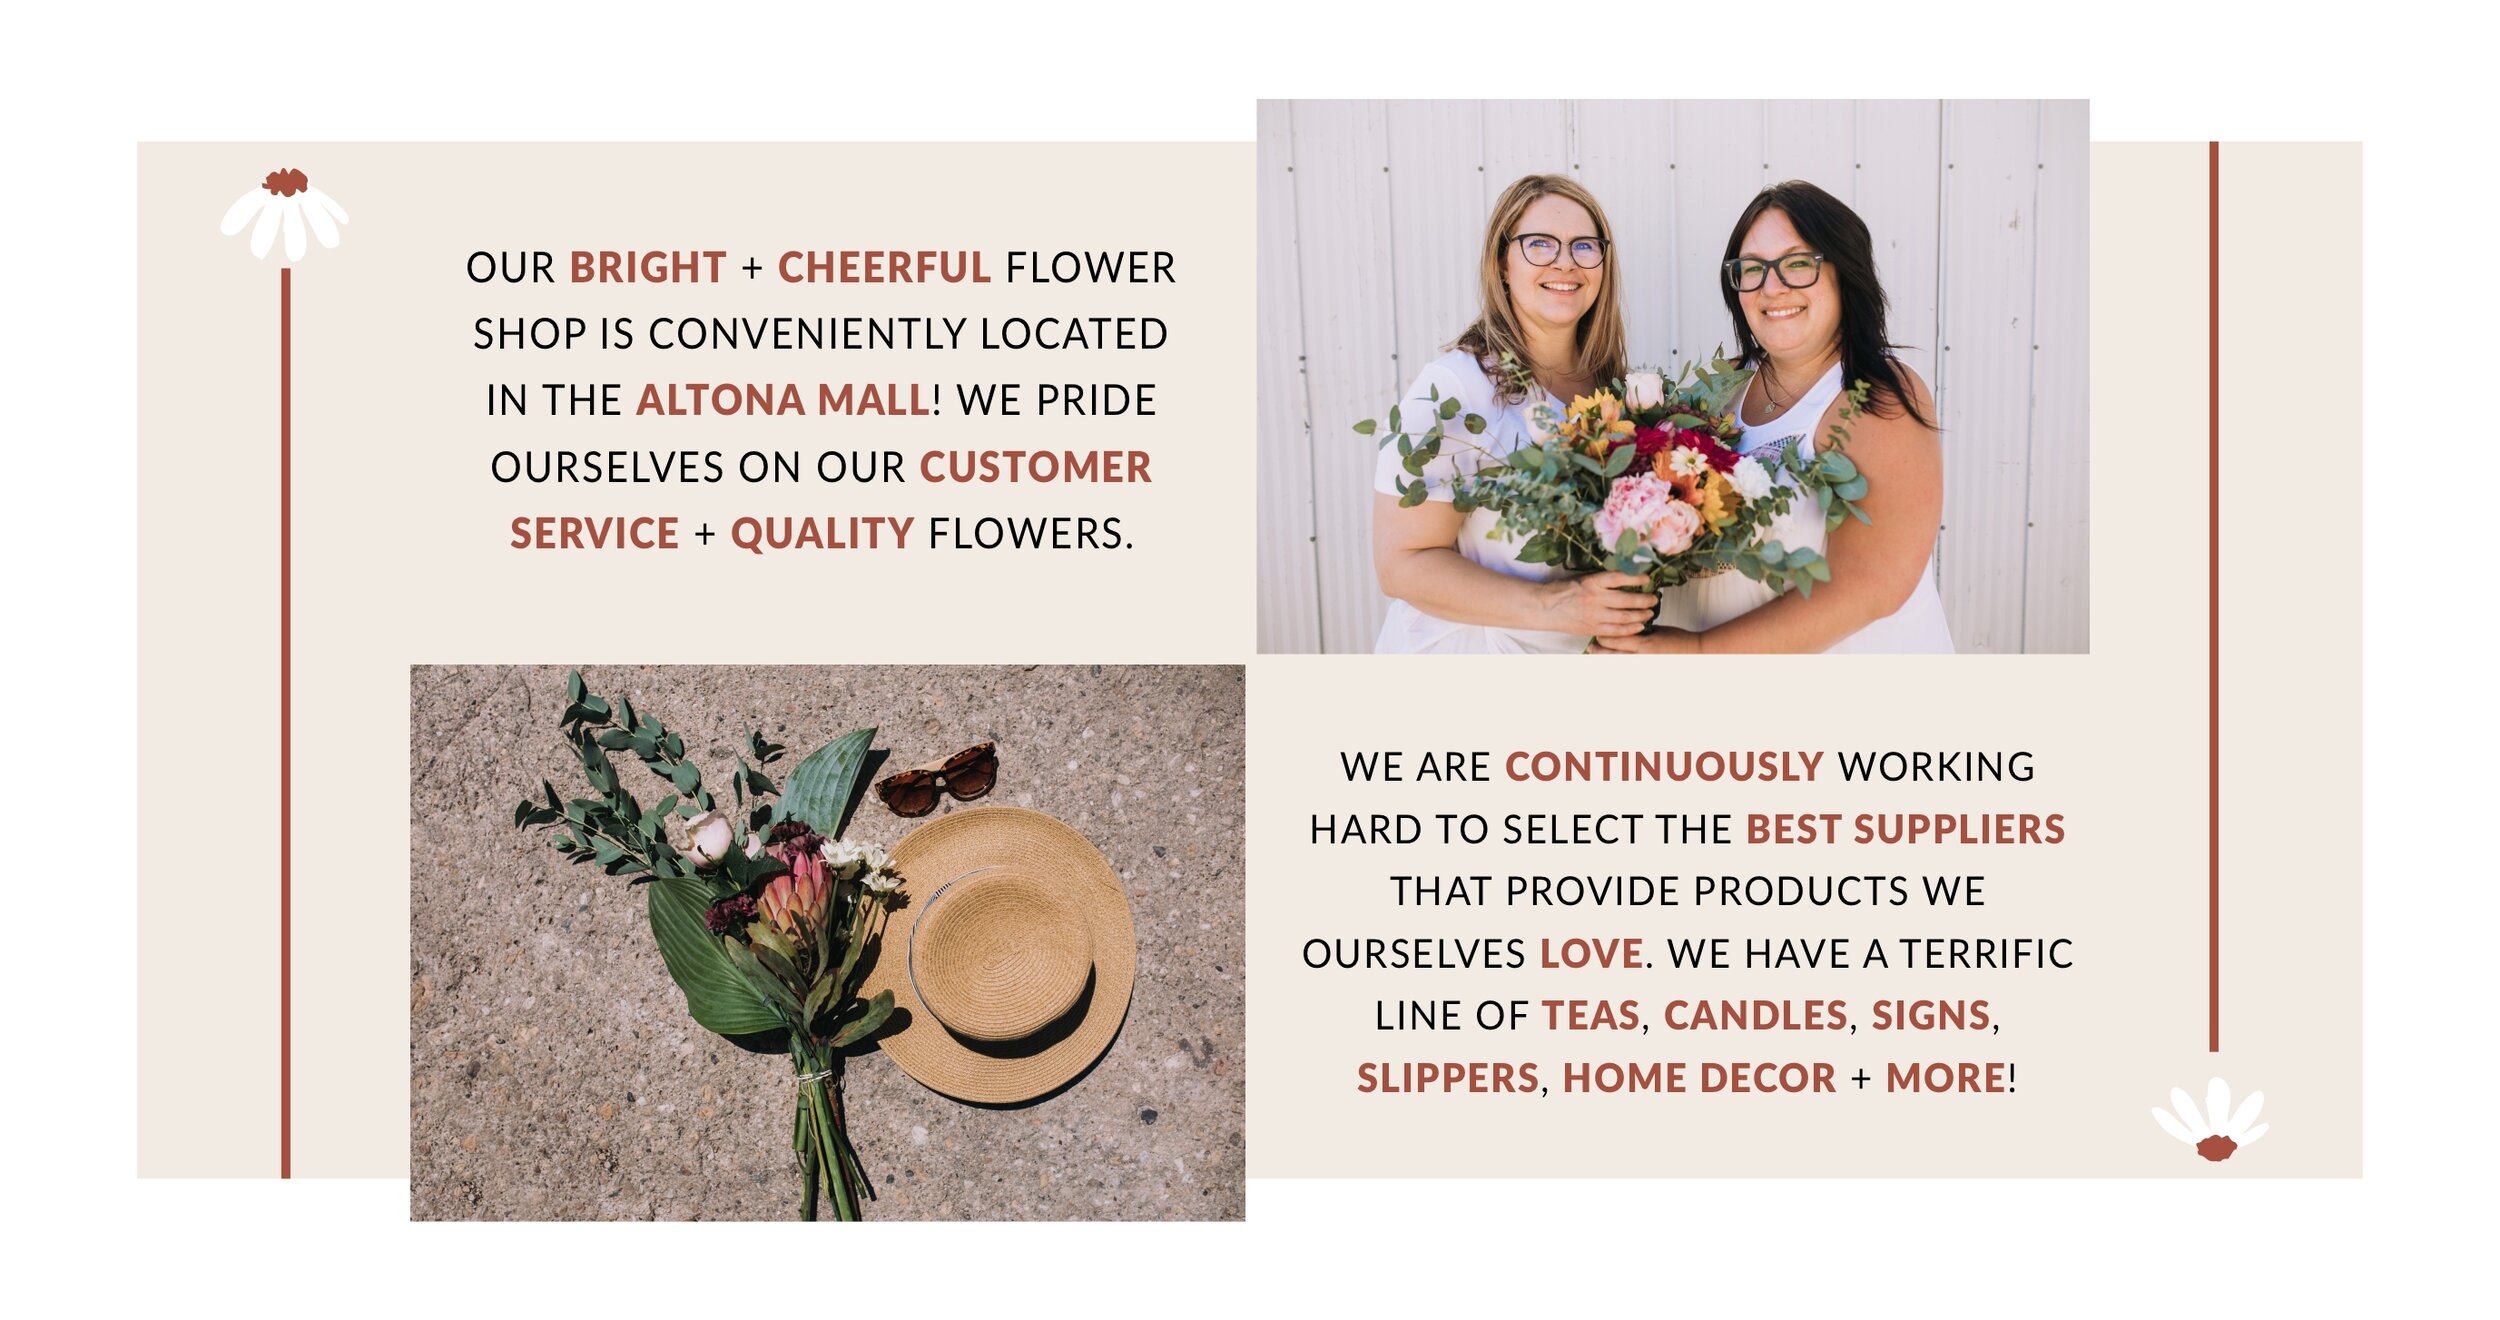 OUR BRIGHT + CHEERFUL FLOWER
SHOP IS CONVENIENTLY LOCATED
IN THE ALTONA MALL! WE PRIDE
OURSELVES ON OUR CUSTOMER
SERVICE + QUALITY FLOWERS.
WE ARE CONTINUOUSLY WORKING
HARD TO SELECT THE BEST SUPPLIERS
THAT PROVIDE PRODUCTS WE
OURSELVES LOVE. WE HAVE A TERRIFIC
LINE OF TEAS, CANDLES, SIGNS,
SLIPPERS, HOME DECOR + MORE!